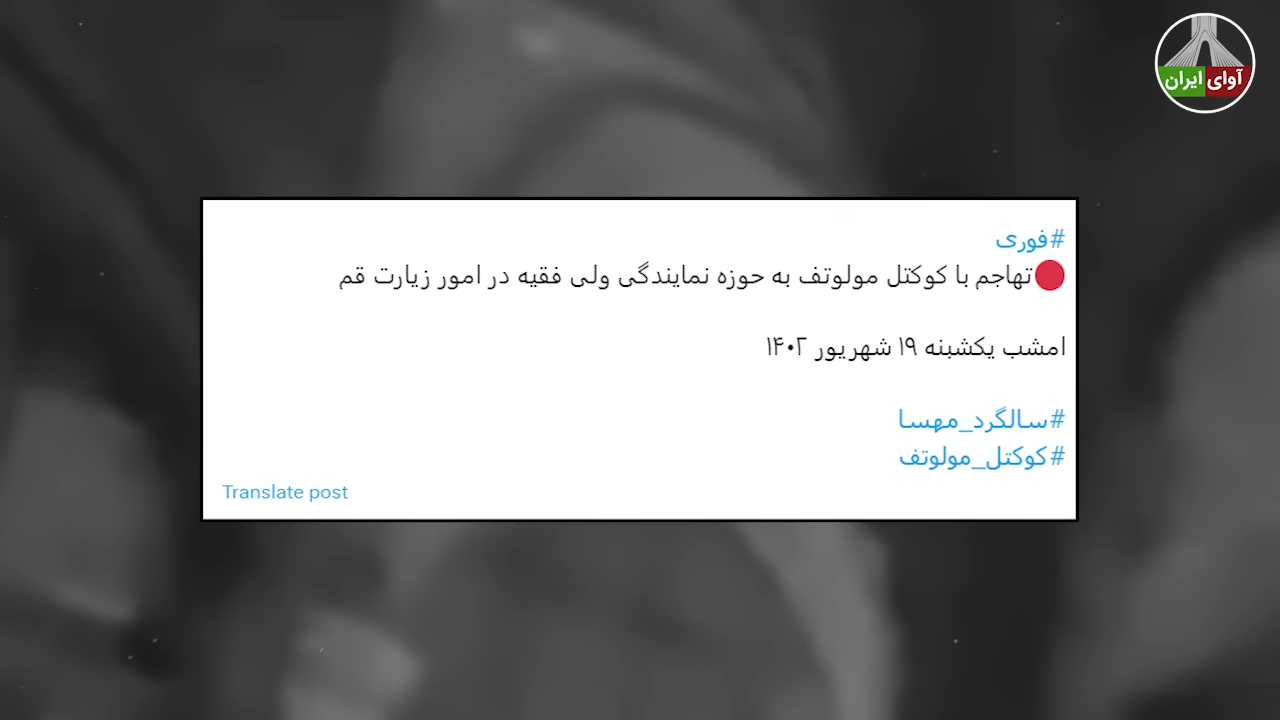 آوای ایران
#فوری
🔴تهاجم با کوکتل مولوتف به حوزه نمایندگی ولی فقیه در امور زیارت قم
امشب یکشبنه ۱۹ شهریور ۱۴۰۲
#سالگرد_مهسا
#کوکتل_مولوتف
Translate post